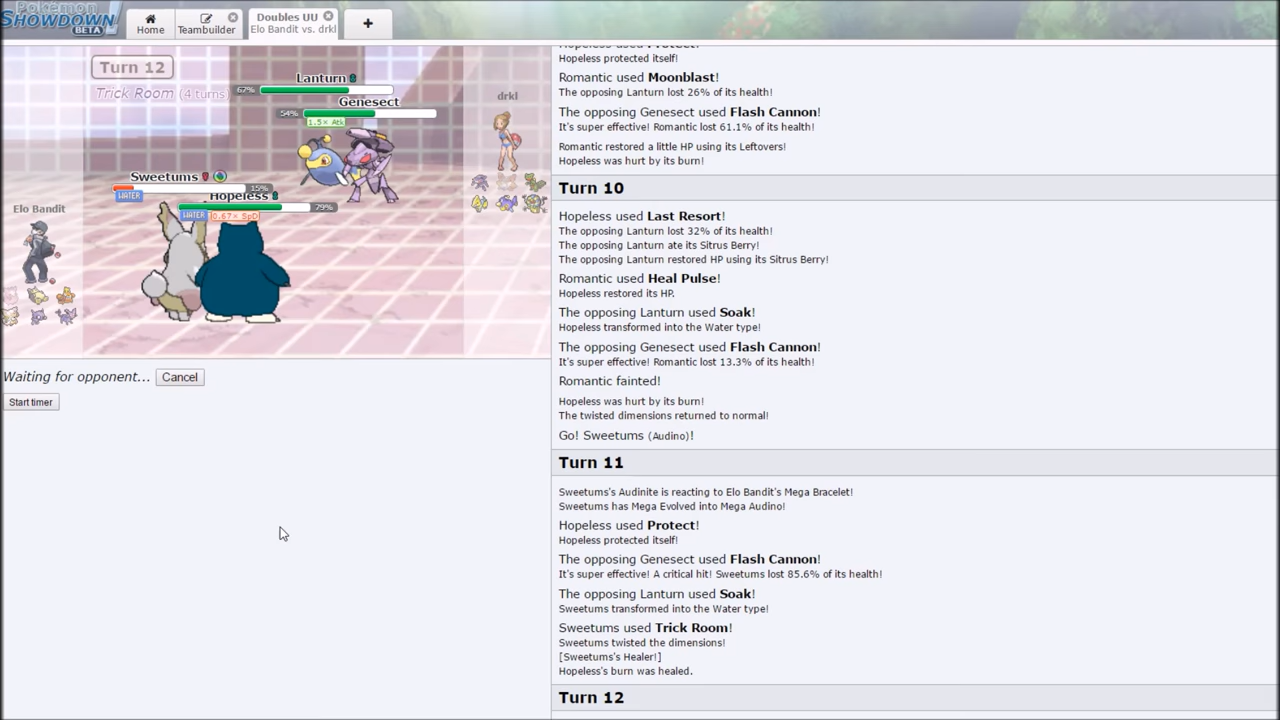 Pokémon
SHOWDOWN
BETA
Home
Teambuilder
Doubles UU
Elo Bandit vs. drkl
+
Turn 12
Trick Room (4 turns)
Lanturn
67%
Genesect
54%
1.5× Atk
drkl
Sweetums
15%
WATER
Hopeless
79%
WATER 0.67× SpD
Elo Bandit
Waiting for opponent... Cancel
Start timer
Hopeless used Protect!
Hopeless protected itself!
Romantic used Moonblast!
The opposing Lanturn lost 26% of its health!
The opposing Genesect used Flash Cannon!
It's super effective! Romantic lost 61.1% of its health!
Romantic restored a little HP using its Leftovers!
Hopeless was hurt by its burn!
Turn 10
Hopeless used Last Resort!
The opposing Lanturn lost 32% of its health!
The opposing Lanturn ate its Sitrus Berry!
The opposing Lanturn restored HP using its Sitrus Berry!
Romantic used Heal Pulse!
Hopeless restored its HP.
The opposing Lanturn used Soak!
Hopeless transformed into the Water type!
The opposing Genesect used Flash Cannon!
It's super effective! Romantic lost 13.3% of its health!
Romantic fainted!
Hopeless was hurt by its burn!
The twisted dimensions returned to normal!
Go! Sweetums (Audino)!
Turn 11
Sweetums's Audinite is reacting to Elo Bandit's Mega Bracelet!
Sweetums has Mega Evolved into Mega Audino!
Hopeless used Protect!
Hopeless protected itself!
The opposing Genesect used Flash Cannon!
It's super effective! A critical hit! Sweetums lost 85.6% of its health!
The opposing Lanturn used Soak!
Sweetums transformed into the Water type!
Sweetums used Trick Room!
Sweetums twisted the dimensions!
[Sweetums's Healer!]
Hopeless's burn was healed.
Turn 12